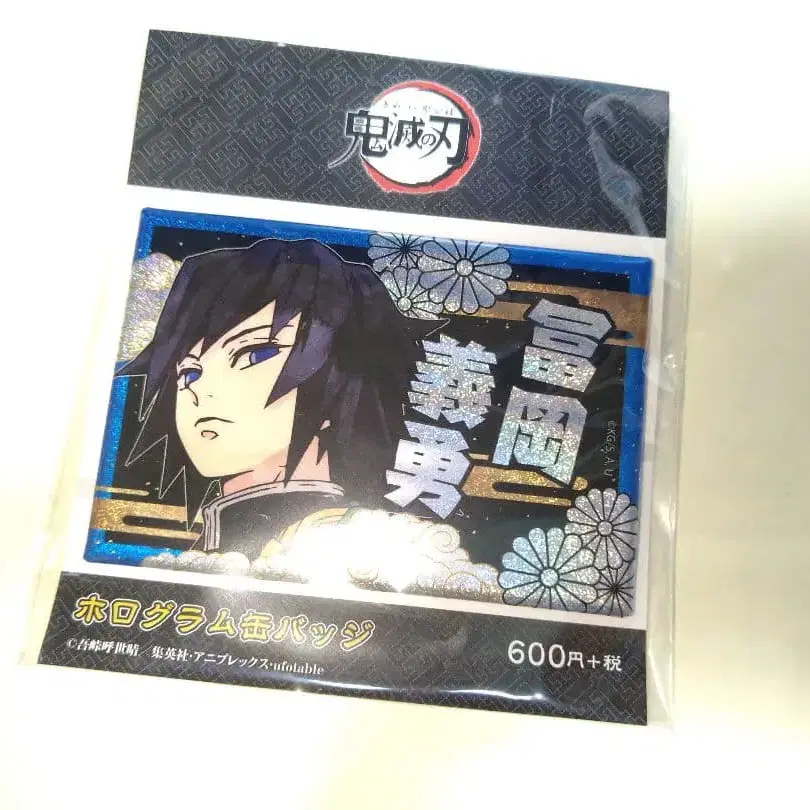 鬼滅の刃
冨岡
義勇
©KG/S, A, U
ホログラム缶バッジ
600円+税
©吾峠呼世晴 集英社・アニプレックス・ufotable